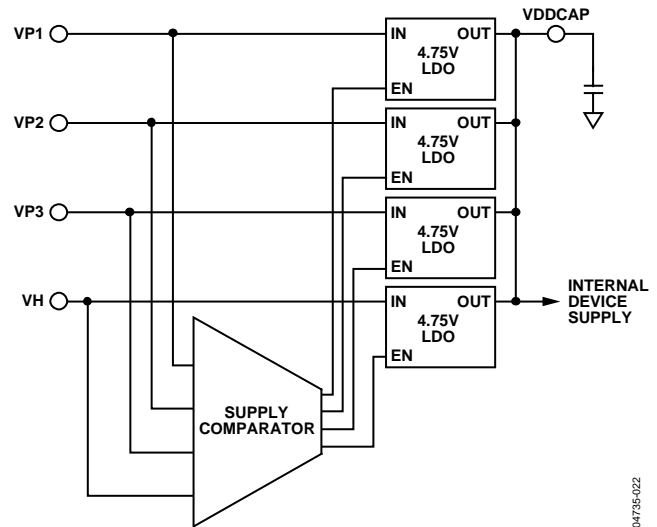 VP1
IN OUT
4.75V
LDO
EN
VDDCAP
VP2
IN OUT
4.75V
LDO
EN
VP3
IN OUT
4.75V
LDO
EN
VH
IN OUT
4.75V
LDO
EN
INTERNAL
DEVICE
SUPPLY
SUPPLY
COMPARATOR
04735-022